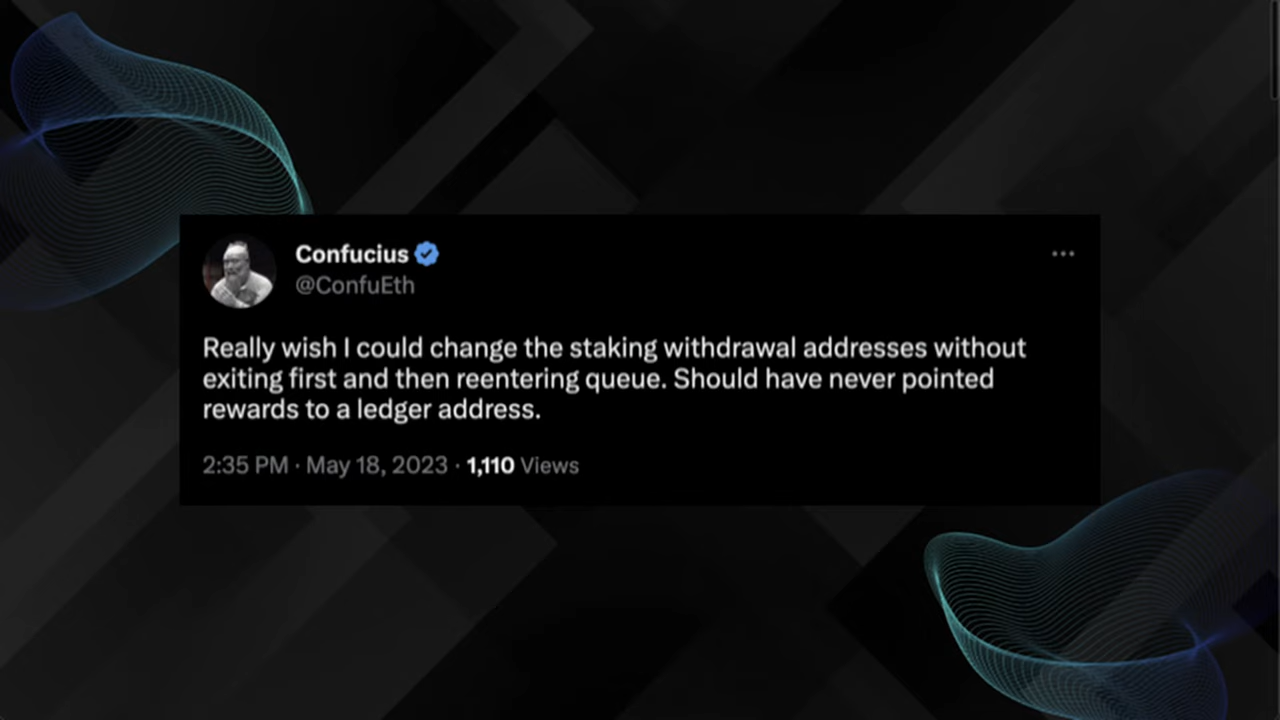 Confucius
@ConfuEth
Really wish I could change the staking withdrawal addresses without
exiting first and then reentering queue. Should have never pointed
rewards to a ledger address.
2:35 PM · May 18, 2023 · 1,110 Views